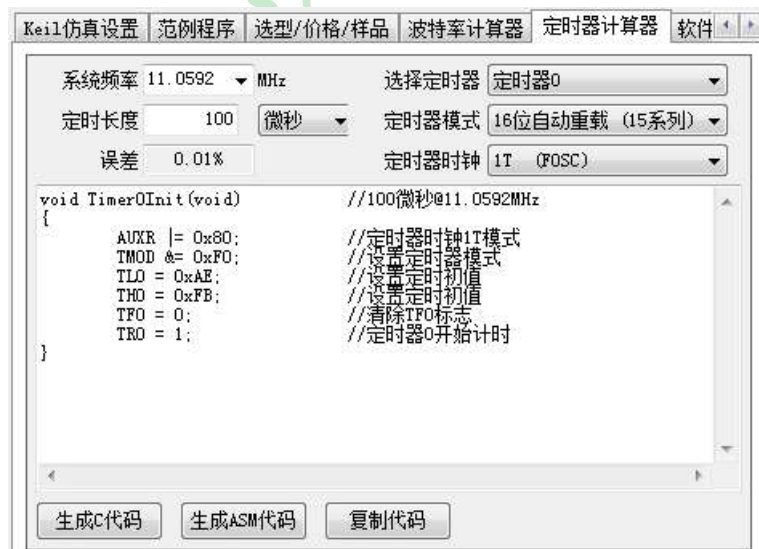 Keil仿真设置 范例程序 选型/价格/样品 波特率计算器 定时器计算器 软件
系统频率 11.0592 MHz 选择定时器 定时器0
定时长度 100 微秒 定时器模式 16位自动重载 (15系列)
误差 0.01% 定时器时钟 1T (FOSC)
void Timer0Init(void) //100微秒@11.0592MHz
{
AUXR |= 0x80; //定时器时钟1T模式
TMOD &= 0xF0; //设置定时器模式
TL0 = 0xAE; //设置定时初值
TH0 = 0xFB; //设置定时初值
TF0 = 0; //清除TF0标志
TR0 = 1; //定时器0开始计时
}
生成C代码 生成ASM代码 复制代码